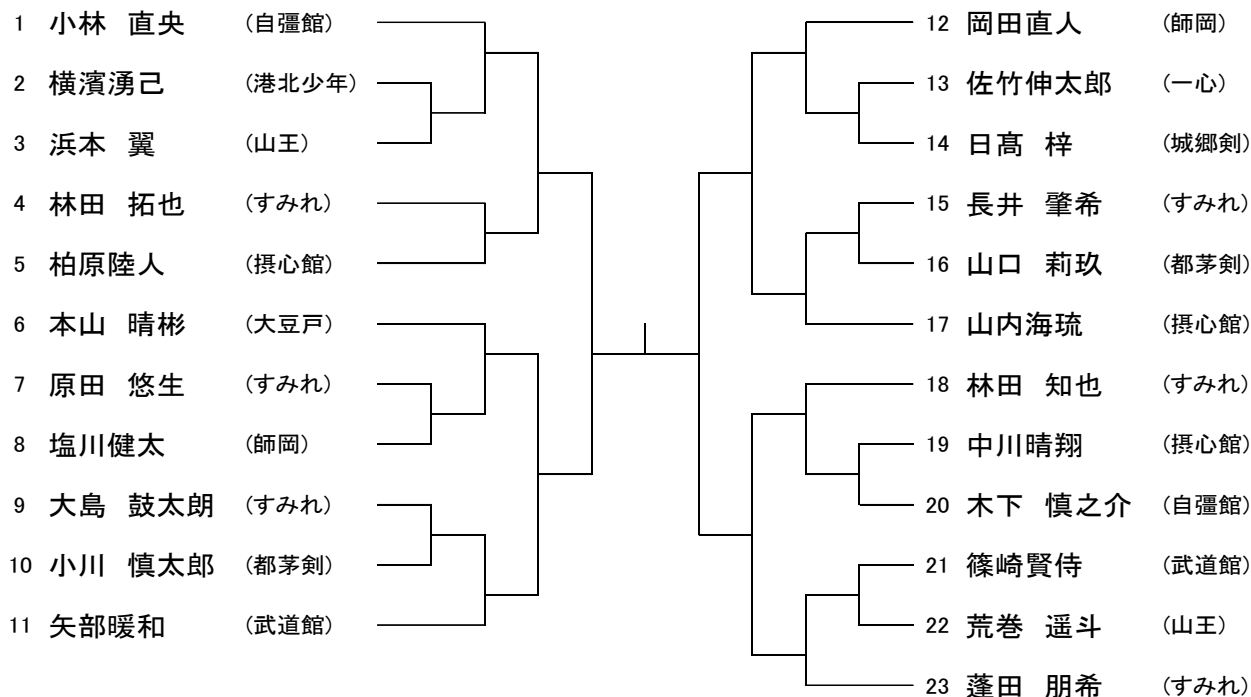 1 小林 直央 (自彊館)
2 横濱湧己 (港北少年)
3 浜本 翼 (山王)
4 林田 拓也 (すみれ)
5 柏原陸人 (摂心館)
6 本山 晴彬 (大豆戸)
7 原田 悠生 (すみれ)
8 塩川健太 (師岡)
9 大島 鼓太朗 (すみれ)
10 小川 慎太郎 (都茅剣)
11 矢部暖和 (武道館)
12 岡田直人 (師岡)
13 佐竹伸太郎 (一心)
14 日髙 梓 (城郷剣)
15 長井 肇希 (すみれ)
16 山口 莉玖 (都茅剣)
17 山内海琉 (摂心館)
18 林田 知也 (すみれ)
19 中川晴翔 (摂心館)
20 木下 慎之介 (自彊館)
21 篠崎賢侍 (武道館)
22 荒巻 遥斗 (山王)
23 蓬田 朋希 (すみれ)